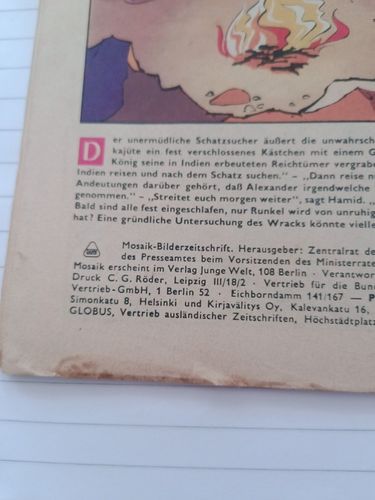 Der unermüdliche Schatzsucher äußert die unwahrsch
kajüte ein fest verschlossenes Kästchen mit einem G
König seine in Indien erbeuteten Reichtümer vergrabe
Indien reisen und nach dem Schatz suchen." – „Dann reise n
Andeutungen darüber gehört, daß Alexander irgendwelche
genommen." – „Streitet euch morgen weiter", sagt Hamid. „
Bald sind alle fest eingeschlafen, nur Runkel wird von unruhig
hat? Eine gründliche Untersuchung des Wracks könnte viellei
Mosaik-Bilderzeitschrift. Herausgeber: Zentralrat de
des Presseamtes beim Vorsitzenden des Ministerrate
Mosaik erscheint im Verlag Junge Welt, 108 Berlin · Verantwor
Druck C. G. Röder, Leipzig III/18/2 · Vertrieb für die Bun
Vertrieb-GmbH, 1 Berlin 52 · Eichborndamm 141/167 — P
Simonkatu 8, Helsinki und Kirjavälitys Oy, Kalevankatu 16,
GLOBUS, Vertrieb ausländischer Zeitschriften, Höchstädtplatz